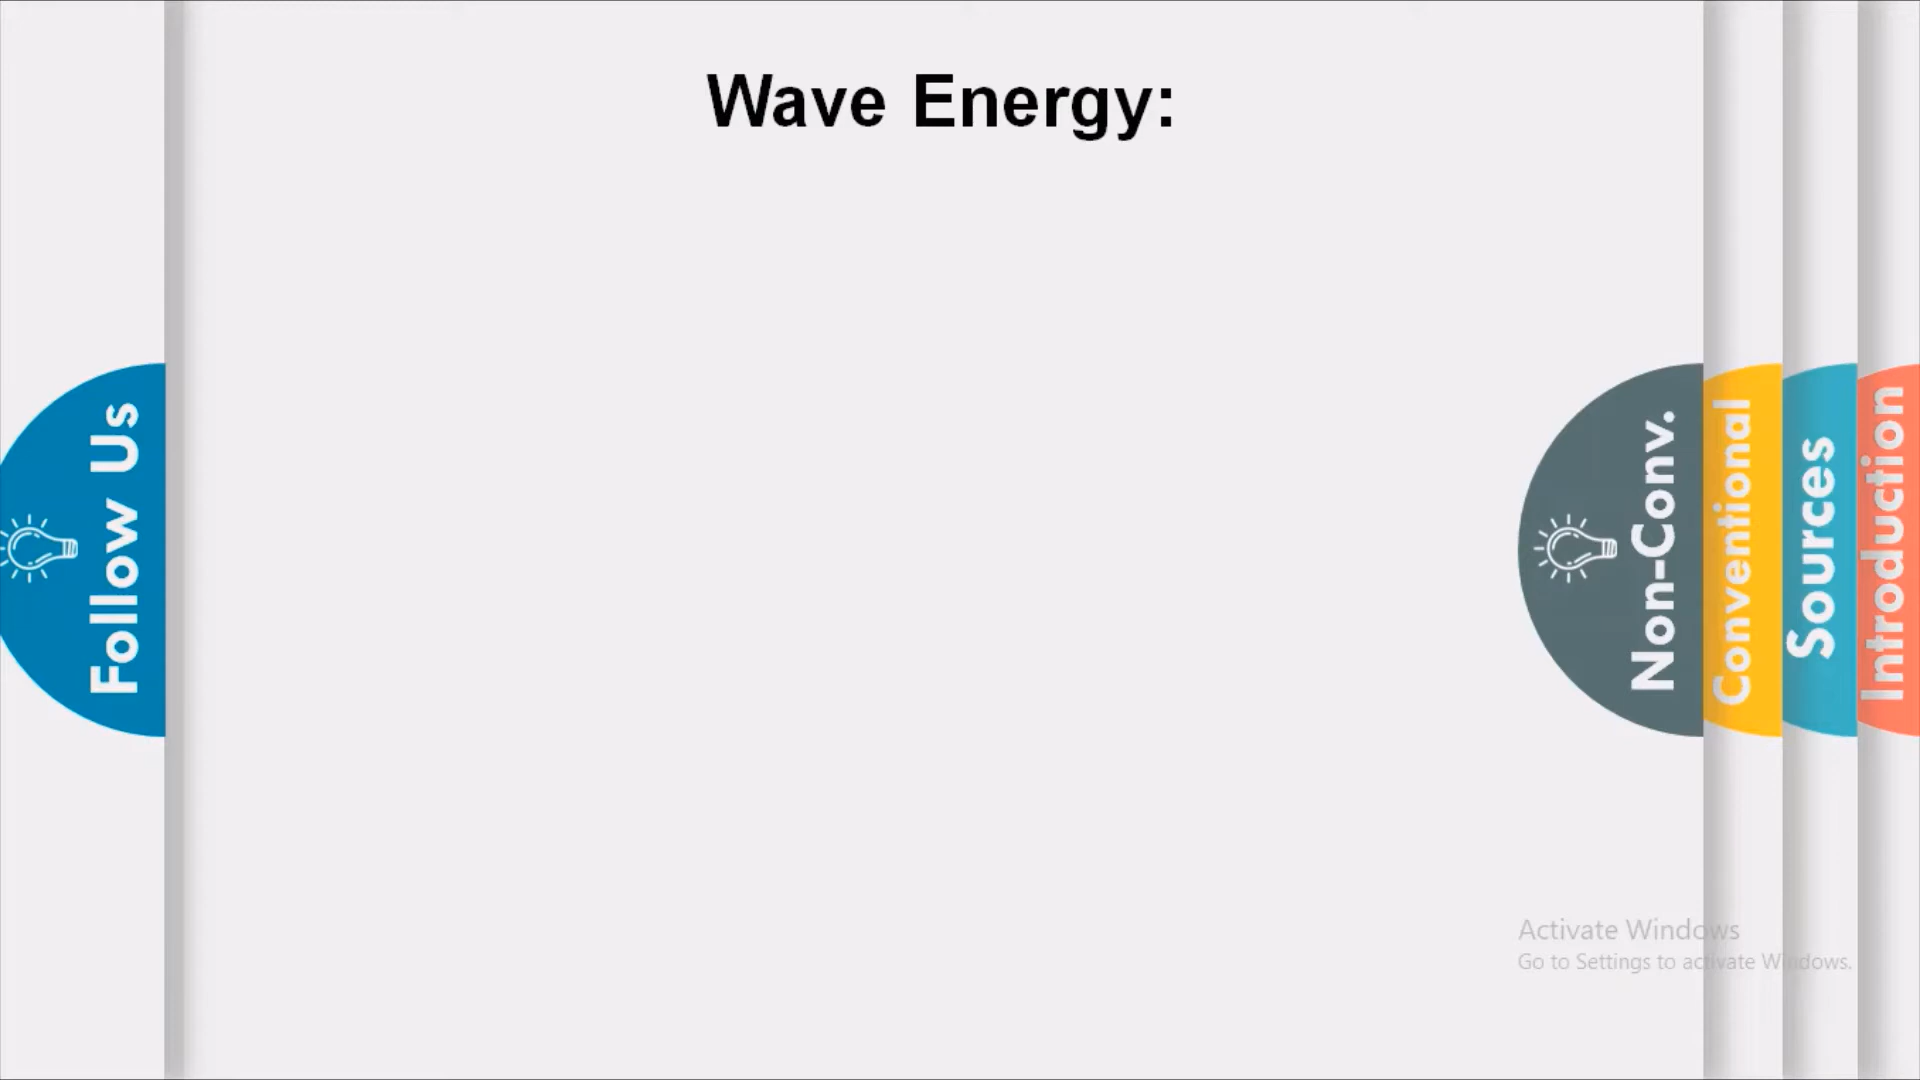 Wave Energy:
Follow Us
Non-Conv.
Conventional
Sources
Introduction
Activate Windows
Go to Settings to activate Windows.